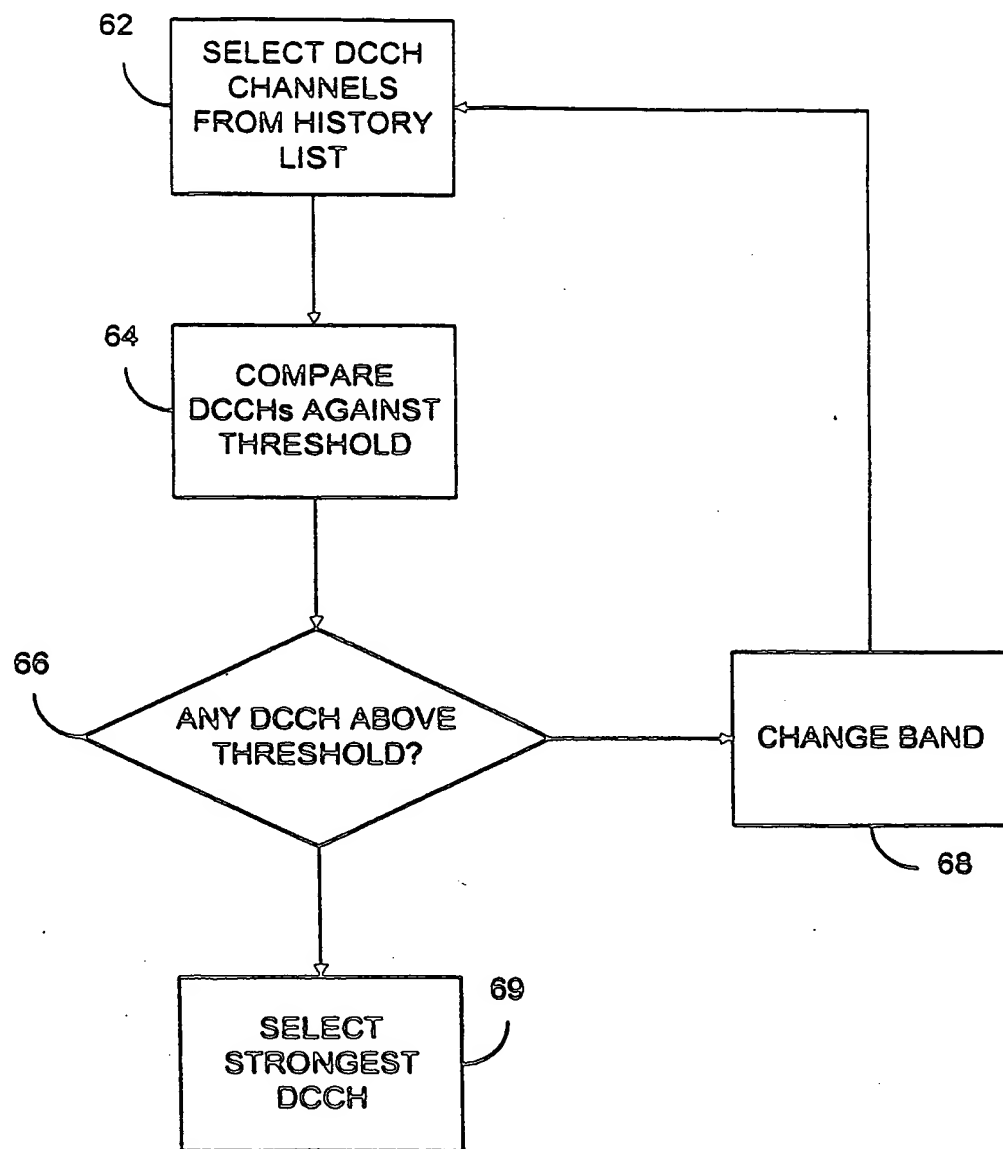 62
SELECT DCCH
CHANNELS
FROM HISTORY
LIST
64
COMPARE
DCCHs AGAINST
THRESHOLD
66
ANY DCCH ABOVE
THRESHOLD?
CHANGE BAND
68
69
SELECT
STRONGEST
DCCH